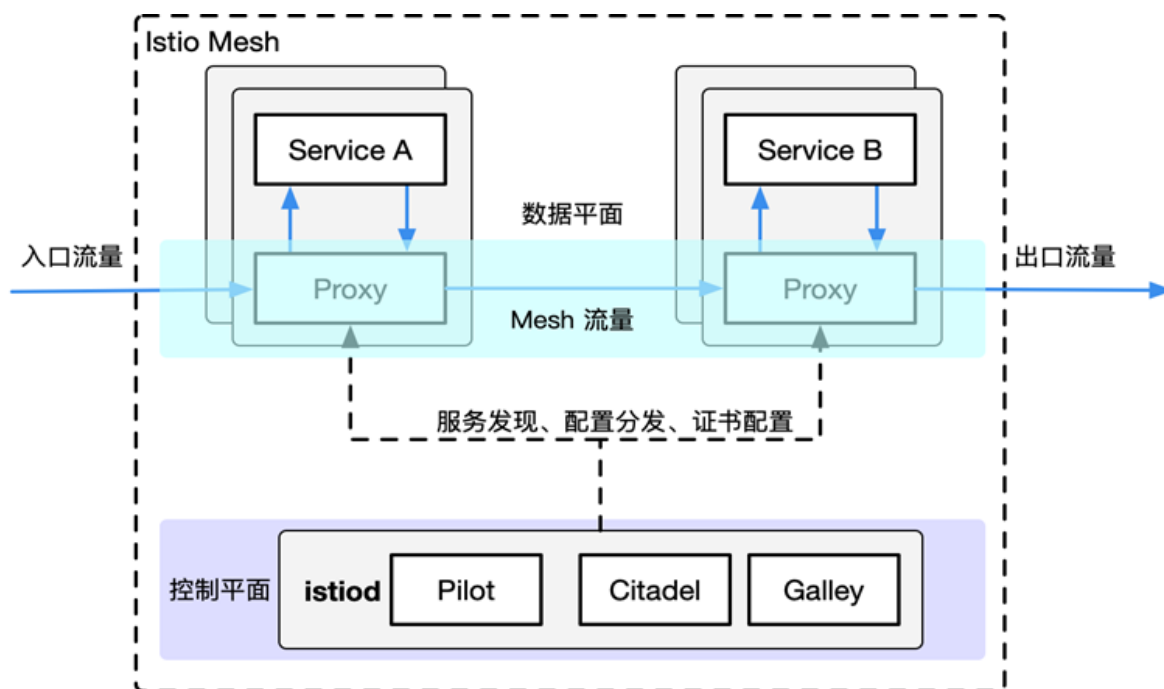 Istio Mesh
Service A
Service B
数据平面
入口流量
出口流量
Proxy
Proxy
Mesh 流量
服务发现、配置分发、证书配置
控制平面
istiod
Pilot
Citadel
Galley